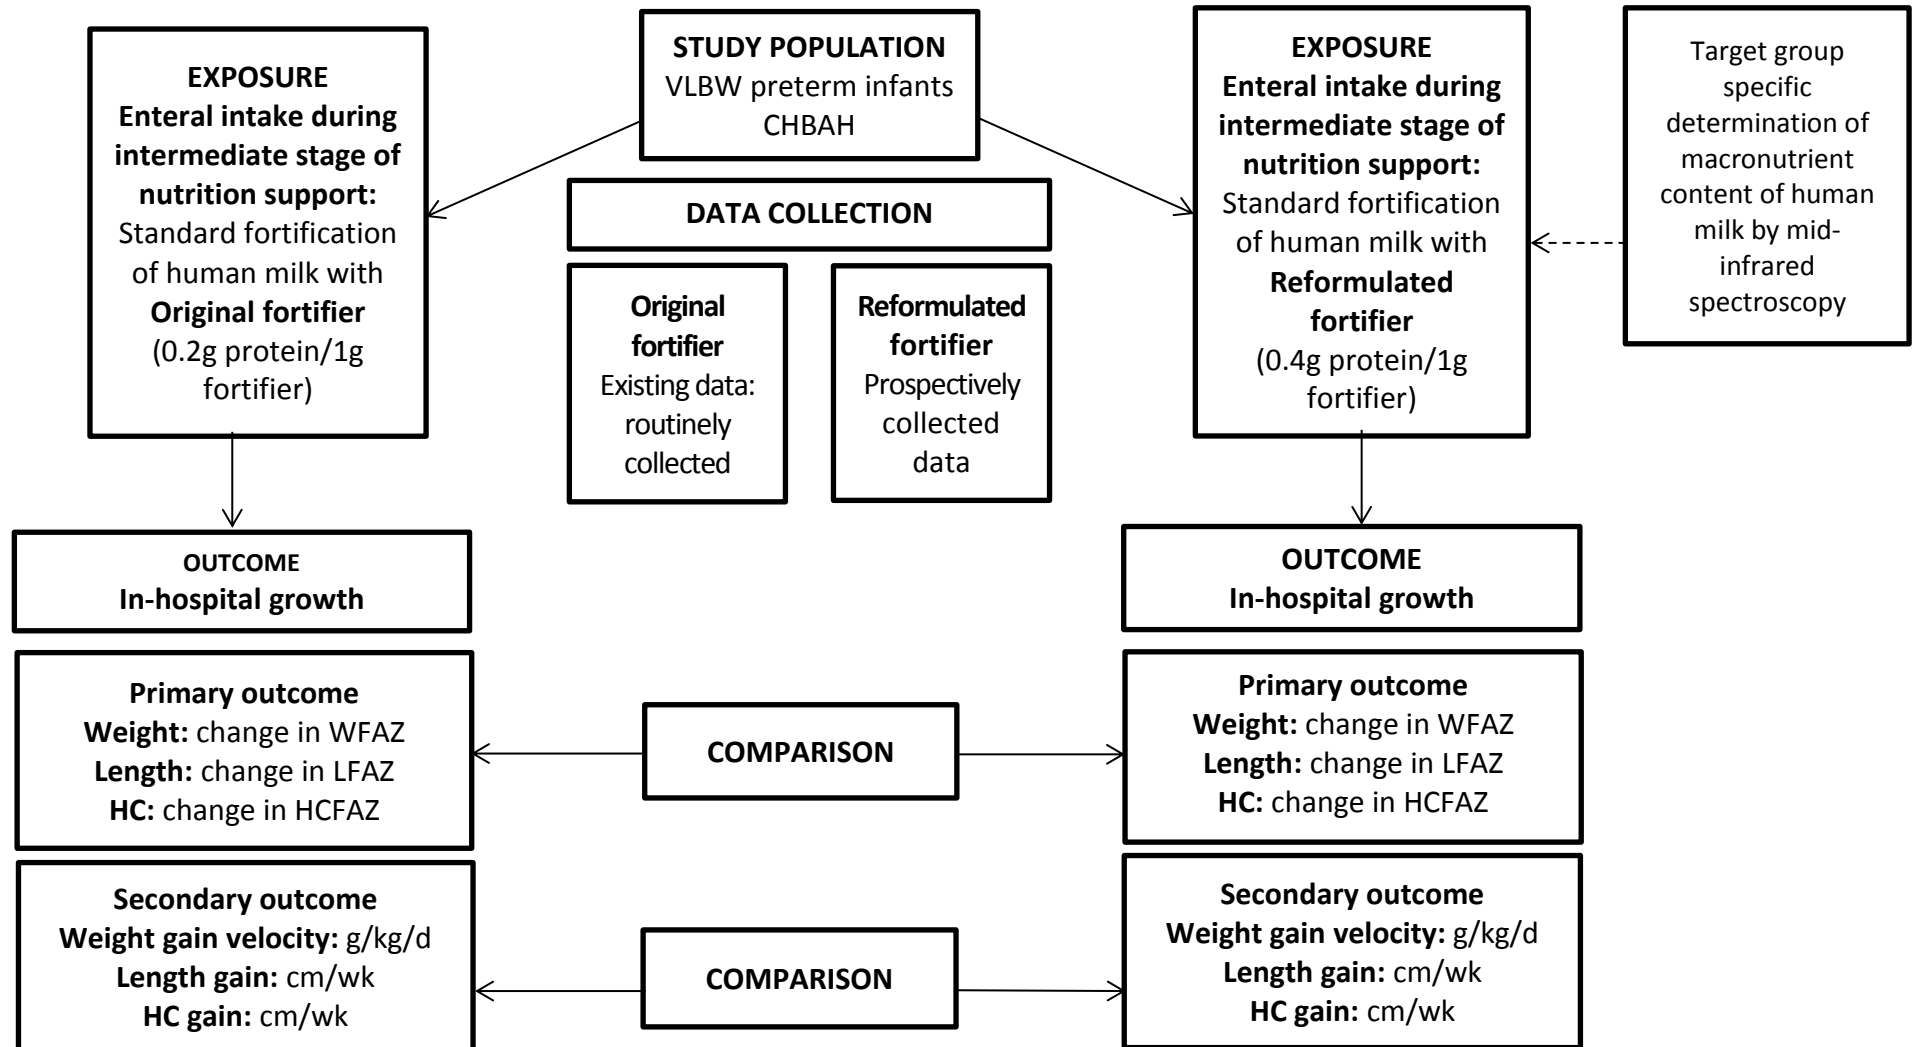 EXPOSURE
Enteral intake during
intermediate stage of
nutrition support:
Standard fortification
of human milk with
Original fortifier
(0.2g protein/1g
fortifier)
STUDY POPULATION
VLBW preterm infants
CHBAH
DATA COLLECTION
Original
fortifier
Existing data:
routinely
collected
Reformulated
fortifier
Prospectively
collected
data
EXPOSURE
Enteral intake during
intermediate stage of
nutrition support:
Standard fortification
of human milk with
Reformulated
fortifier
(0.4g protein/1g
fortifier)
Target group
specific
determination of
macronutrient
content of human
milk by mid-
infrared
spectroscopy
OUTCOME
In-hospital growth
OUTCOME
In-hospital growth
Primary outcome
Weight: change in WFAZ
Length: change in LFAZ
HC: change in HCFAZ
COMPARISON
Primary outcome
Weight: change in WFAZ
Length: change in LFAZ
HC: change in HCFAZ
Secondary outcome
Weight gain velocity: g/kg/d
Length gain: cm/wk
HC gain: cm/wk
COMPARISON
Secondary outcome
Weight gain velocity: g/kg/d
Length gain: cm/wk
HC gain: cm/wk